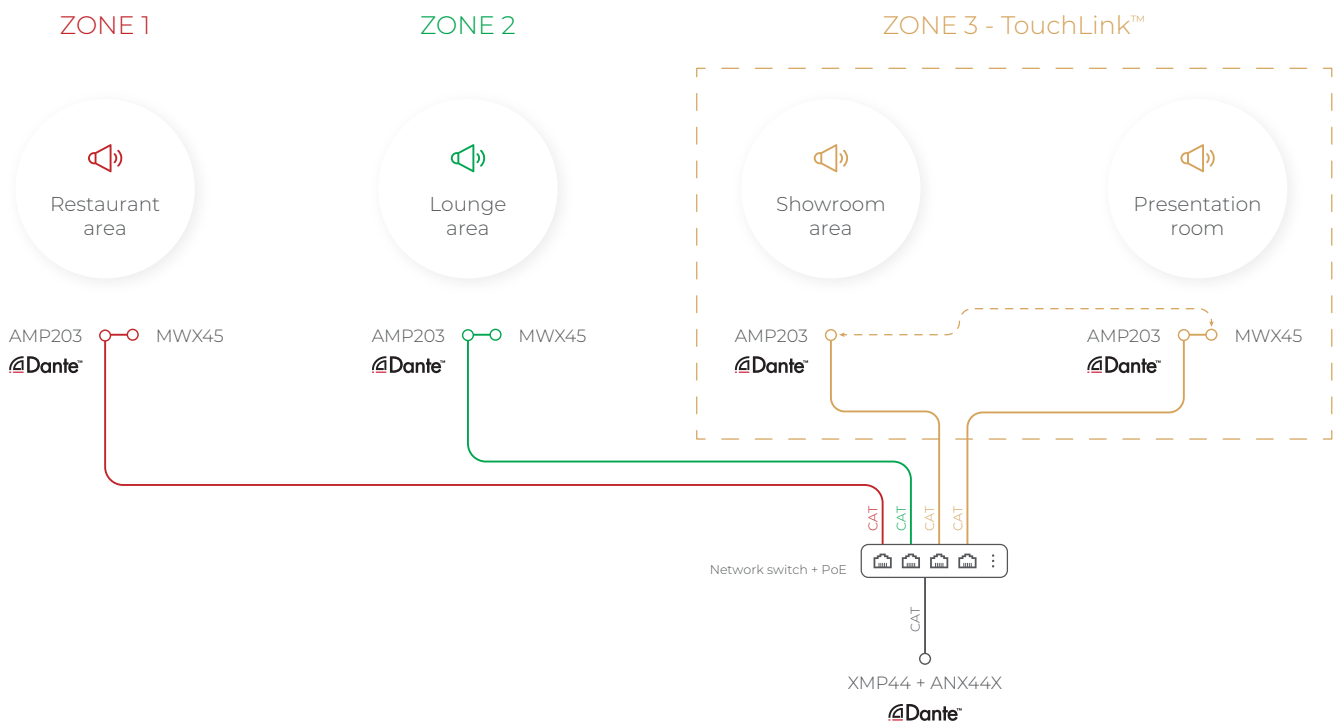 ZONE 1
ZONE 2
ZONE 3 - TouchLink™
Restaurant
area
Lounge
area
Showroom
area
Presentation
room
AMP203
MWX45
Dante™
AMP203
MWX45
Dante™
AMP203
Dante™
AMP203
MWX45
Dante™
CAT
CAT
CAT
CAT
Network switch + PoE
CAT
XMP44 + ANX44X
Dante™